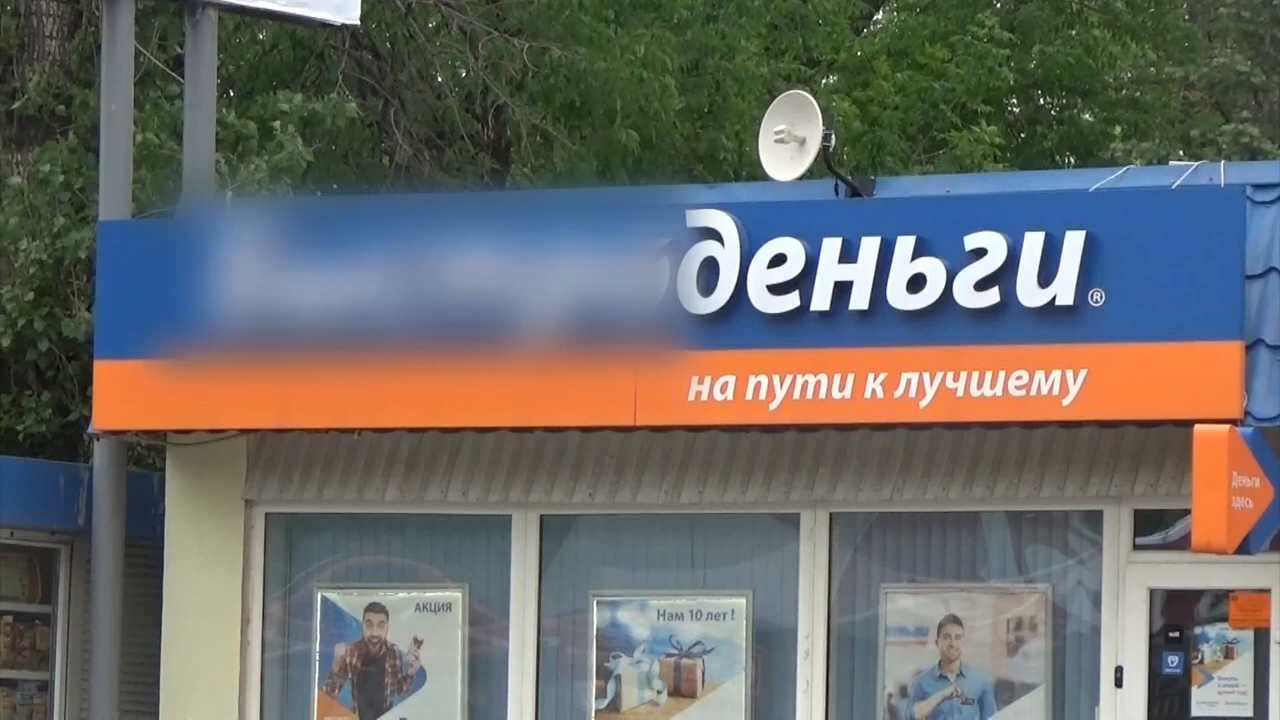 деньги®
на пути к лучшему
Деньги
здесь
АКЦИЯ
Нам 10 лет!